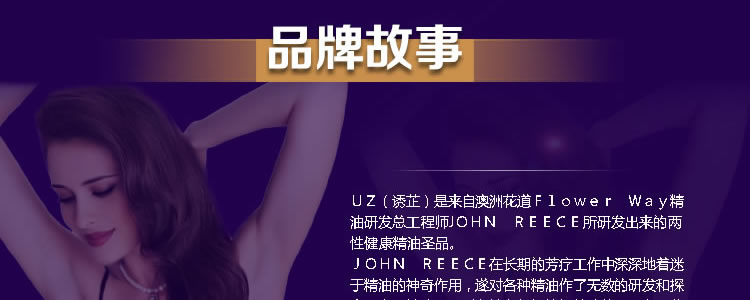 品牌故事
UZ（诱芷）是来自澳洲花道Flower Way精
油研发总工程师JOHN REECE所研发出来的两
性健康精油圣品。
JOHN REECE在长期的芳疗工作中深深地着迷
于精油的神奇作用，遂对各种精油作了无数的研发和探